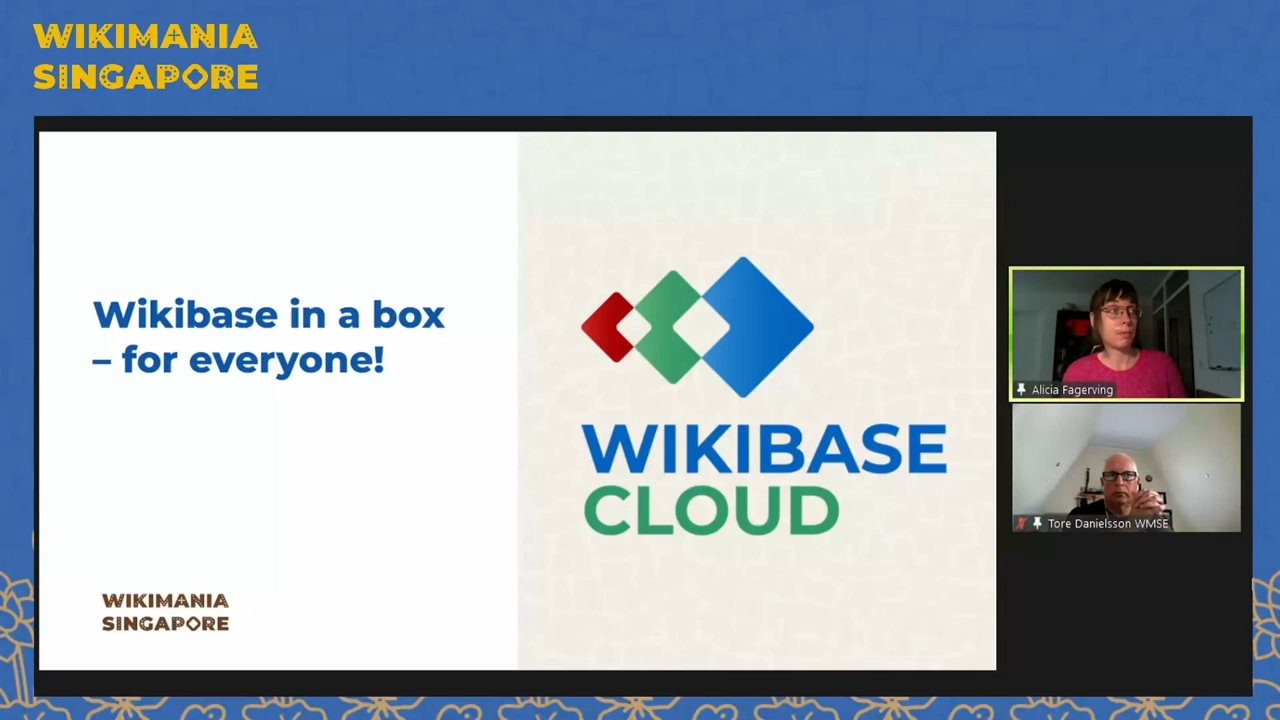 WIKIMANIA
SINGAPORE
Wikibase in a box
– for everyone!
WIKIBASE
CLOUD
WIKIMANIA
SINGAPORE
Alicia Fagerving
Tore Danielsson WMSE